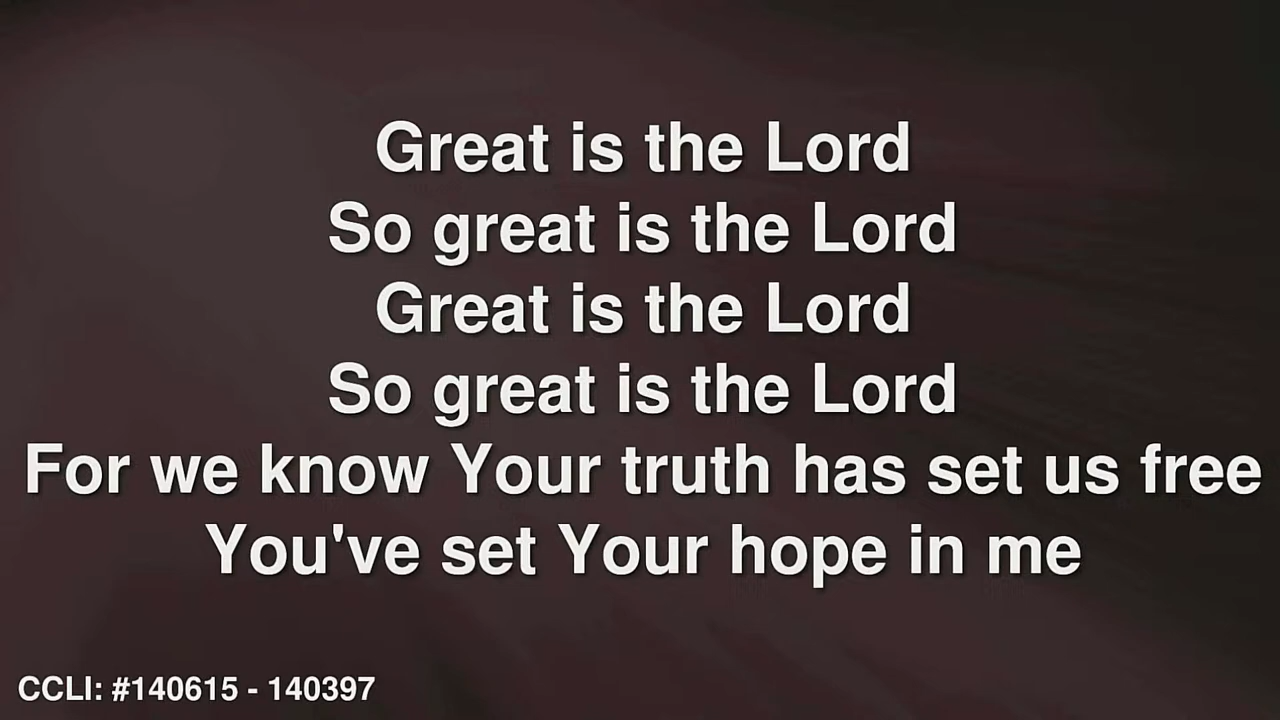 Great is the Lord
So great is the Lord
Great is the Lord
So great is the Lord
For we know Your truth has set us free
You've set Your hope in me
CCLI: #140615 - 140397